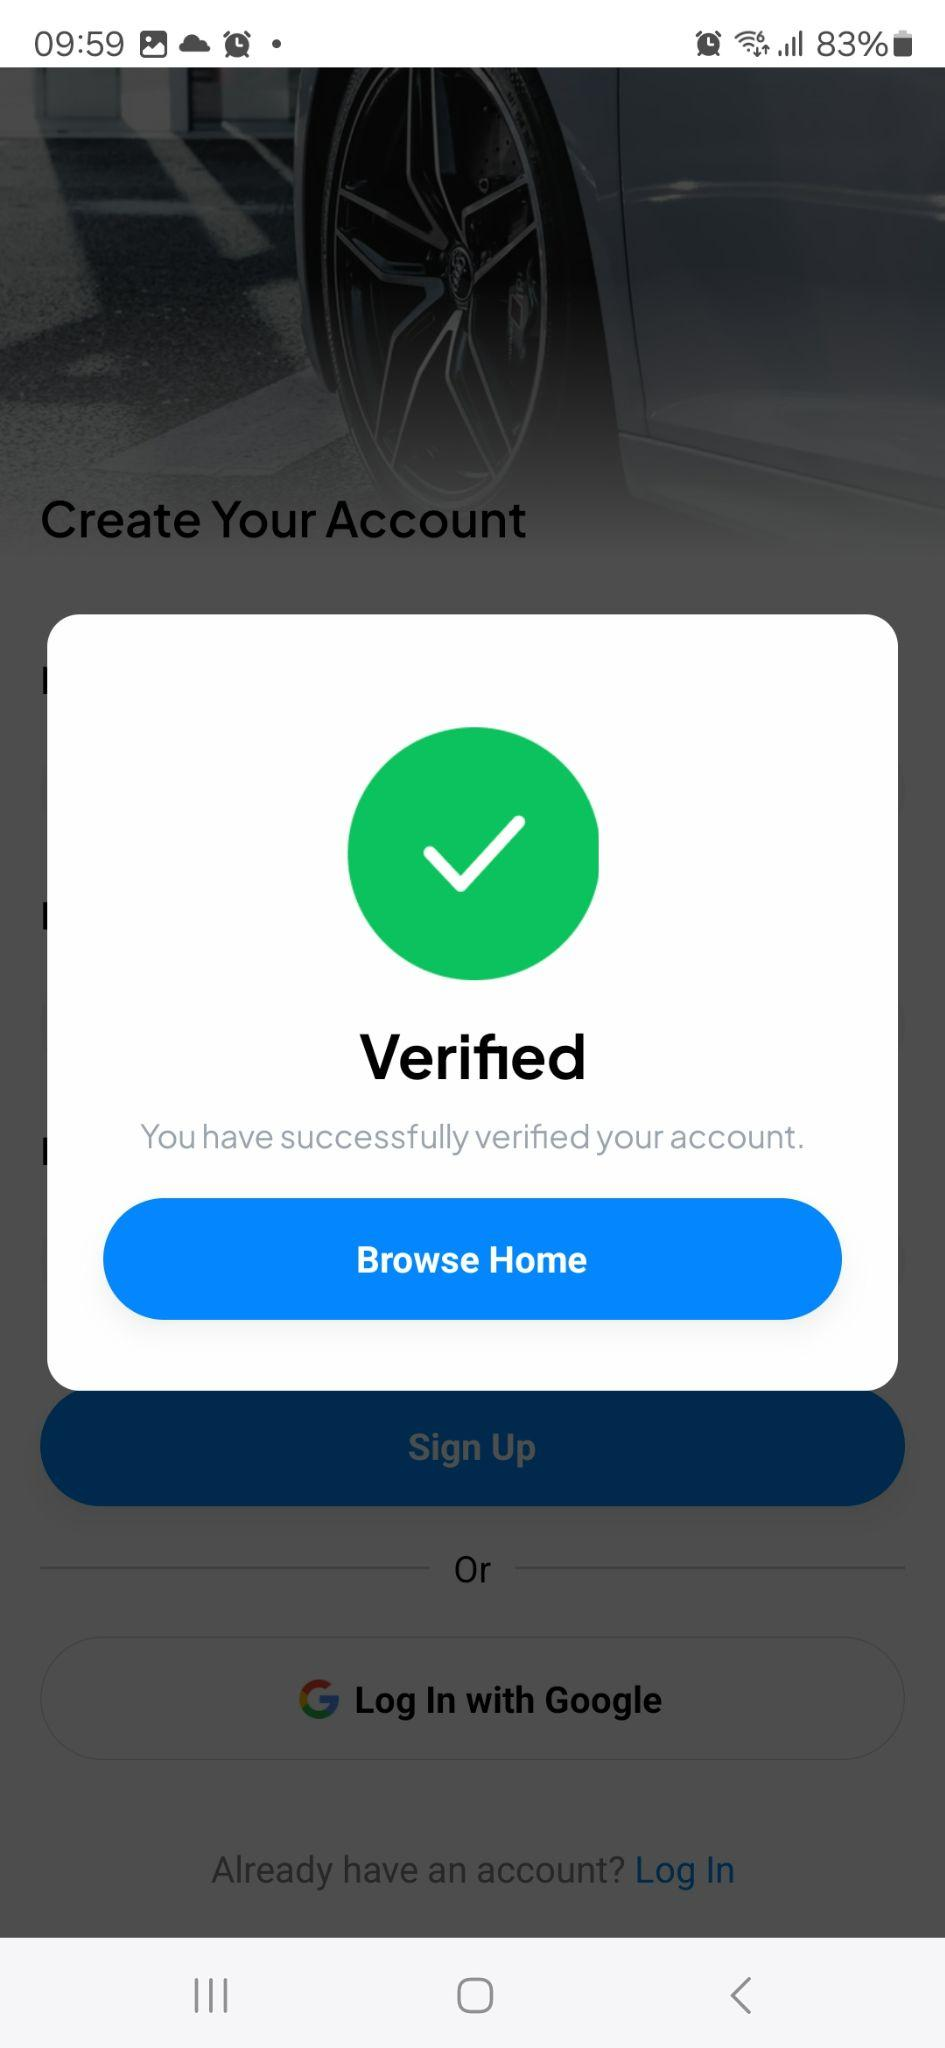 09:59
83%
Create Your Account
Verified
You have successfully verified your account.
Browse Home
Sign Up
Or
Log In with Google
Already have an account? Log In